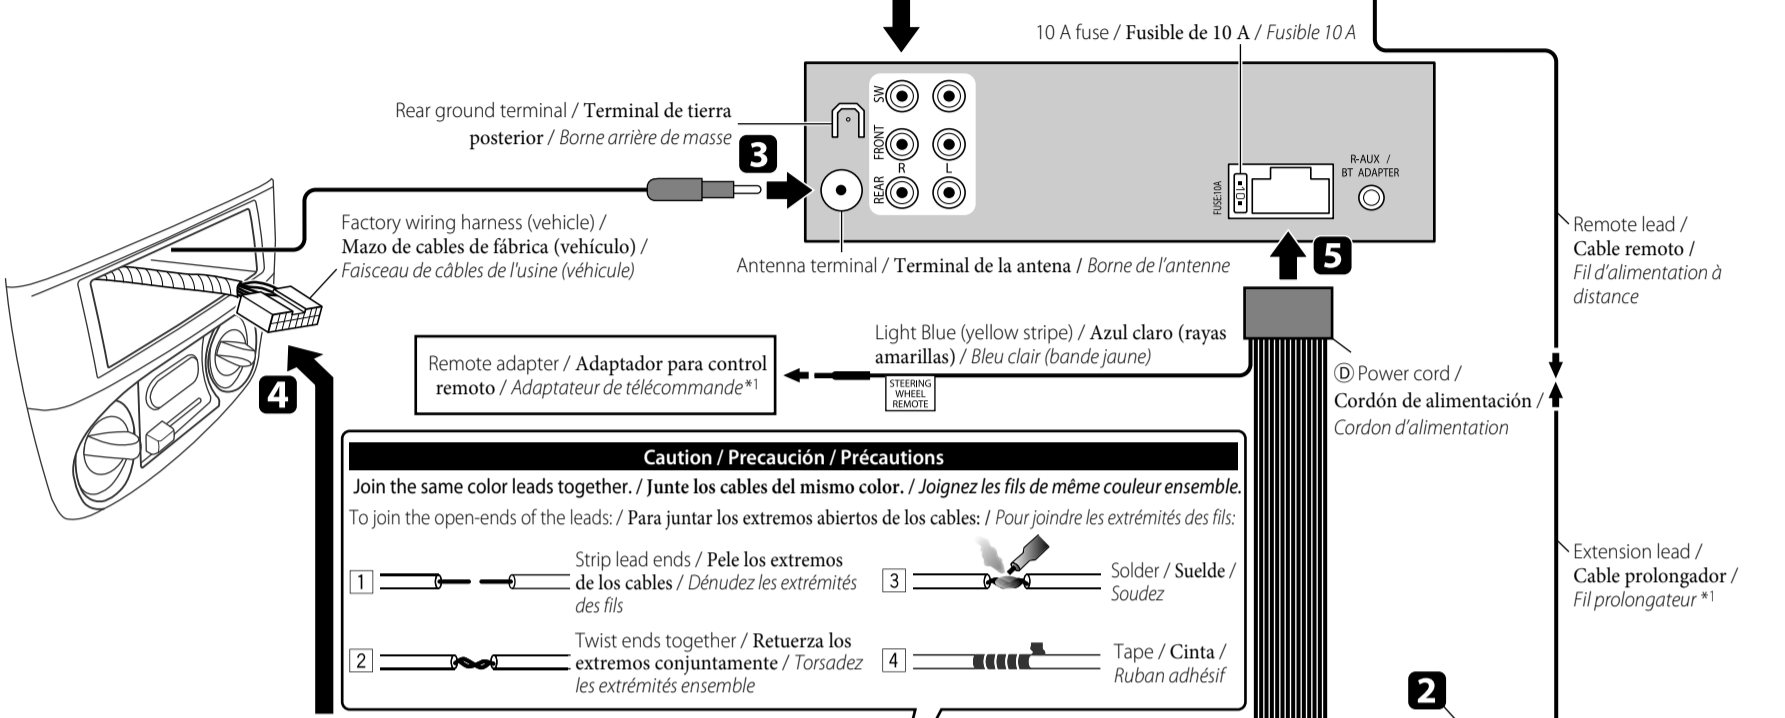 10 A fuse / Fusible de 10 A / Fusible 10 A
Rear ground terminal / Terminal de tierra
posterior / Borne arrière de masse
3
SW
FRONT
R
L
REAR
FUSE:10A
10
R-AUX /
BT ADAPTER
Factory wiring harness (vehicle) /
Mazo de cables de fábrica (vehículo) /
Faisceau de câbles de l'usine (véhicule)
Antenna terminal / Terminal de la antena / Borne de l'antenne
5
Remote lead /
Cable remoto /
Fil d'alimentation à
distance
Light Blue (yellow stripe) / Azul claro (rayas
amarillas) / Bleu clair (bande jaune)
STEERING
WHEEL
REMOTE
Remote adapter / Adaptador para control
remoto / Adaptateur de télécommande*1
4
D Power cord /
Cordón de alimentación /
Cordon d'alimentation
Caution / Precaución / Précautions
Join the same color leads together. / Junte los cables del mismo color. / Joignez les fils de même couleur ensemble.
To join the open-ends of the leads: / Para juntar los extremos abiertos de los cables: / Pour joindre les extrémités des fils:
1
Strip lead ends / Pele los extremos
de los cables / Dénudez les extrémités
des fils
2
Twist ends together / Retuerza los
extremos conjuntamente / Torsadez
les extrémités ensemble
3
Solder / Suelde /
Soudez
4
Tape / Cinta /
Ruban adhésif
Extension lead /
Cable prolongador /
Fil prolongateur *1
2